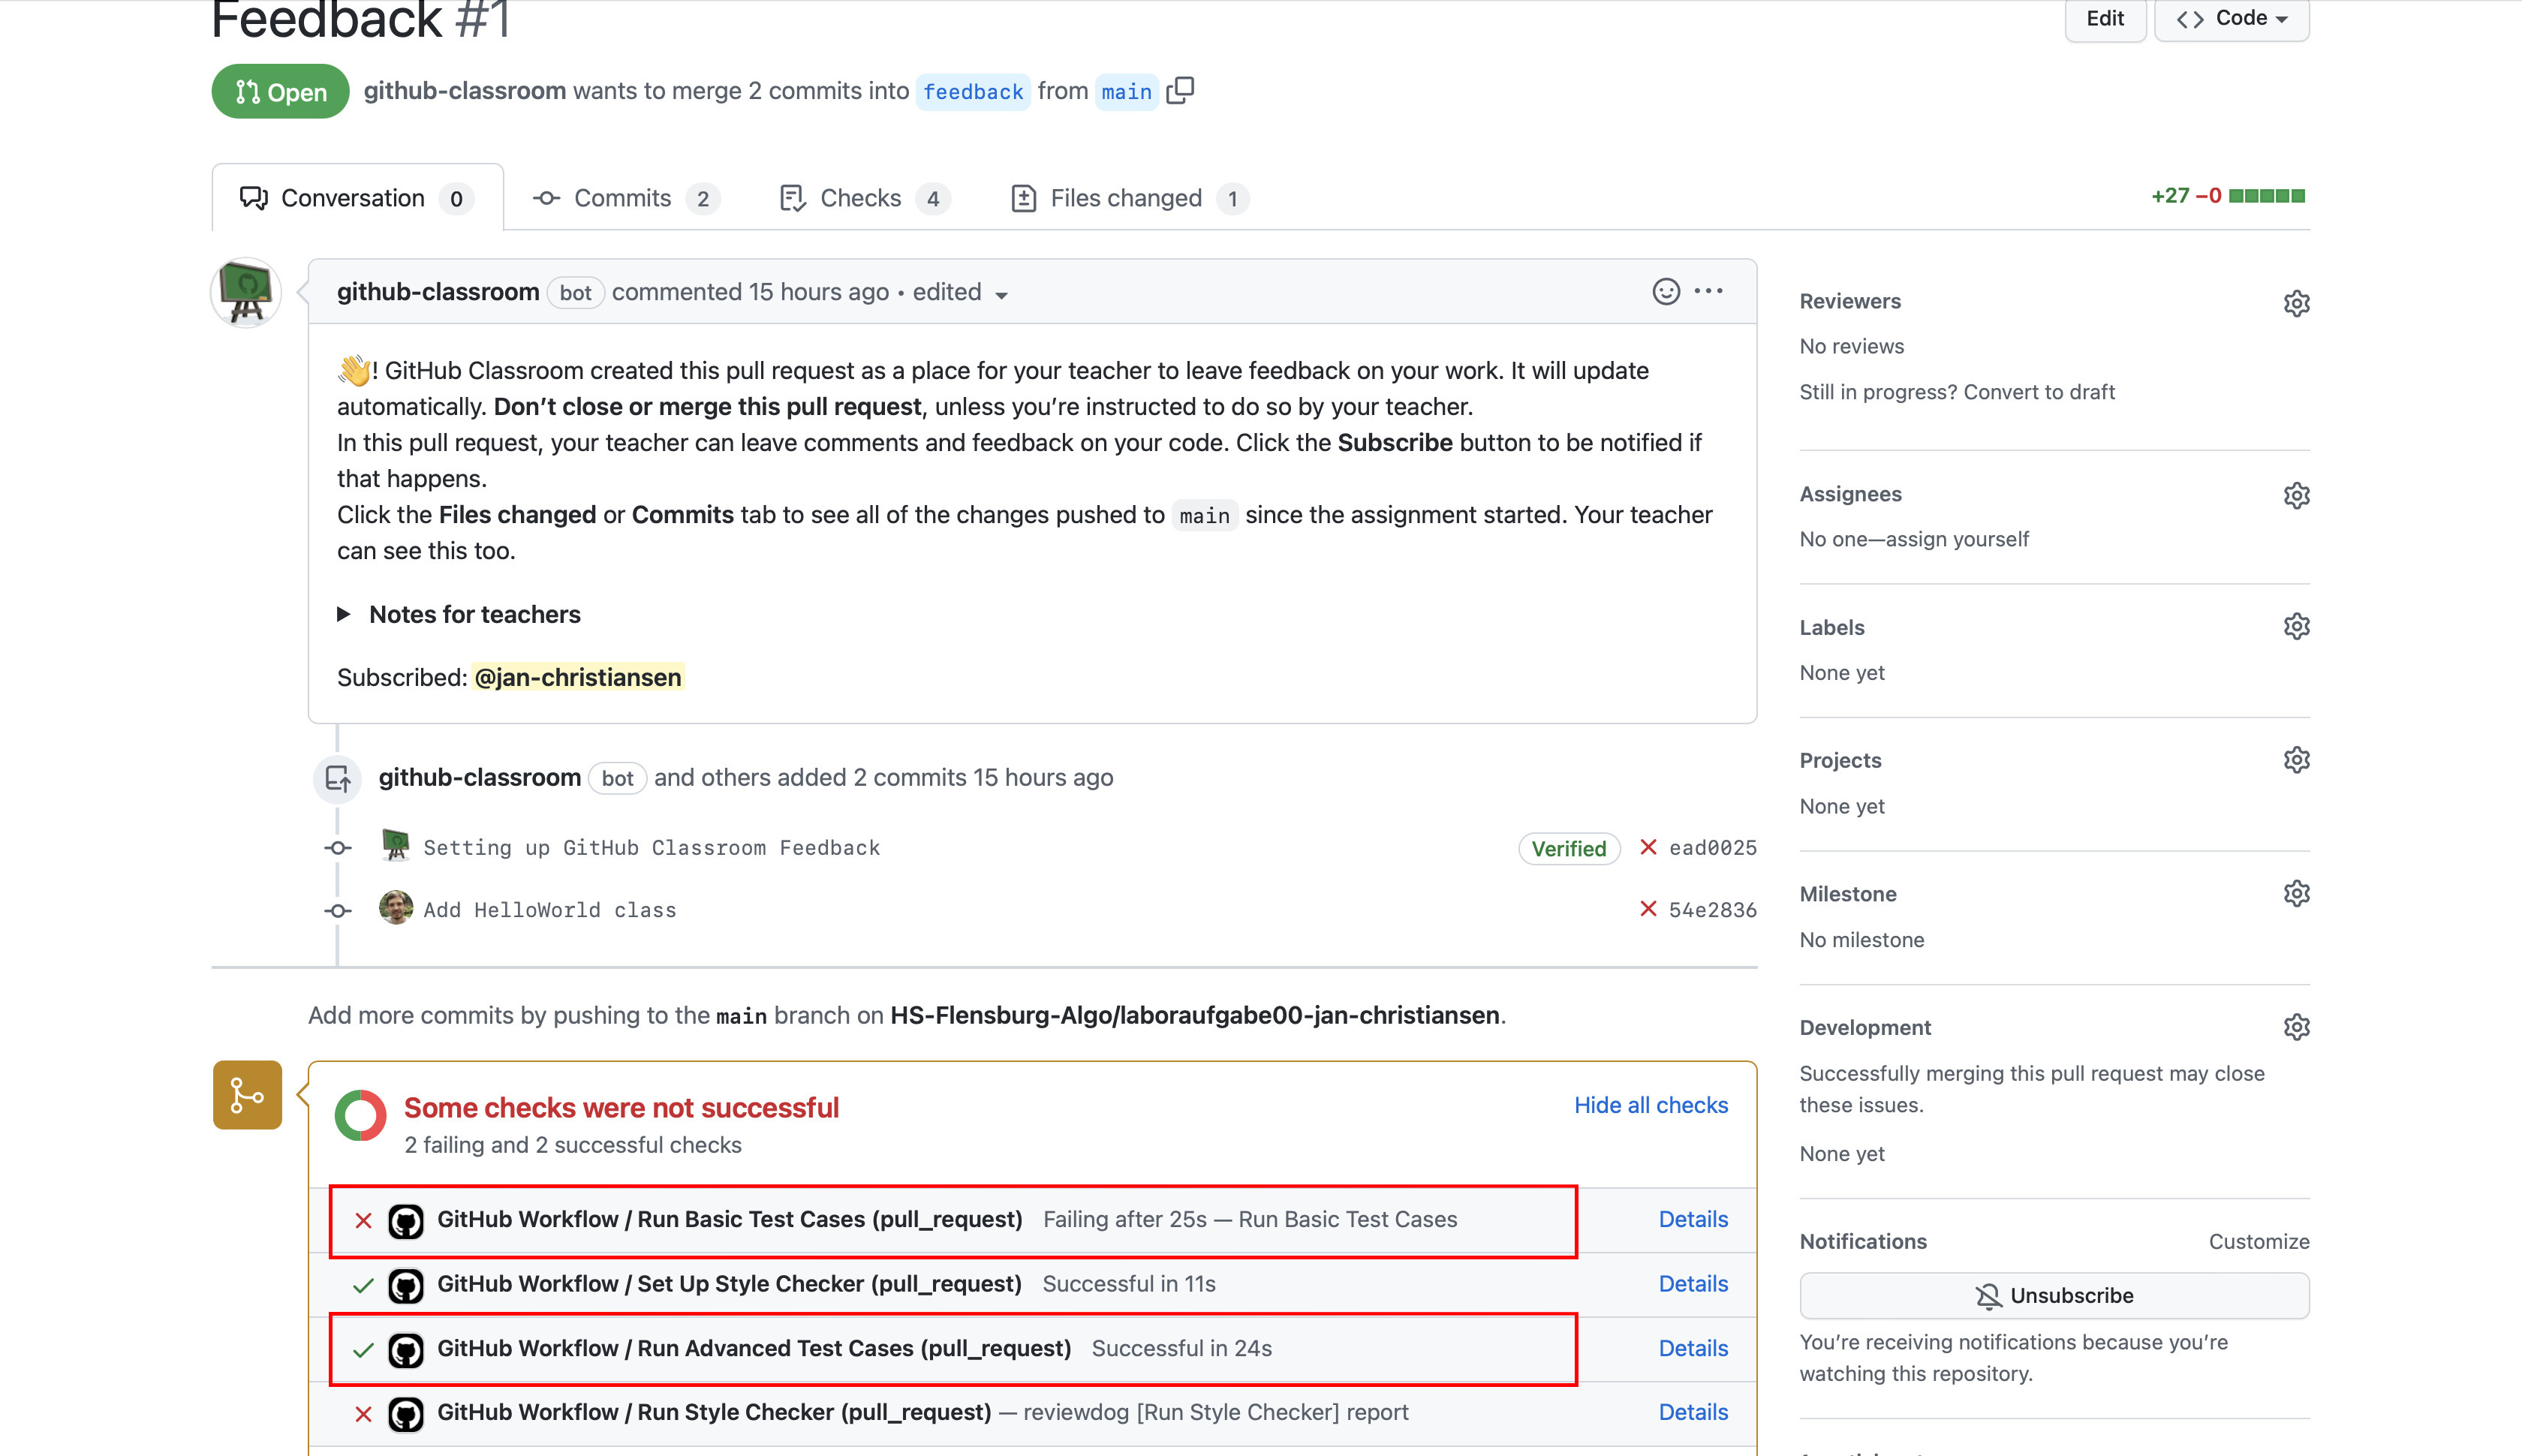 Feedback #1
Edit
Code
Open
github-classroom wants to merge 2 commits into feedback from main
Conversation 0
Commits 2
Checks 4
Files changed 1
+27 −0
github-classroom bot commented 15 hours ago • edited
👋! GitHub Classroom created this pull request as a place for your teacher to leave feedback on your work. It will update
automatically. Don’t close or merge this pull request, unless you’re instructed to do so by your teacher.
In this pull request, your teacher can leave comments and feedback on your code. Click the Subscribe button to be notified if
that happens.
Click the Files changed or Commits tab to see all of the changes pushed to main since the assignment started. Your teacher
can see this too.
Notes for teachers
Subscribed: @jan-christiansen
github-classroom bot and others added 2 commits 15 hours ago
Setting up GitHub Classroom Feedback Verified ead0025
Add HelloWorld class 54e2836
Add more commits by pushing to the main branch on HS-Flensburg-Algo/laboraufgabe00-jan-christiansen.
Some checks were not successful
2 failing and 2 successful checks
Hide all checks
GitHub Workflow / Run Basic Test Cases (pull_request) Failing after 25s — Run Basic Test Cases Details
GitHub Workflow / Set Up Style Checker (pull_request) Successful in 11s Details
GitHub Workflow / Run Advanced Test Cases (pull_request) Successful in 24s Details
GitHub Workflow / Run Style Checker (pull_request) — reviewdog [Run Style Checker] report Details
Reviewers
No reviews
Still in progress? Convert to draft
Assignees
No one—assign yourself
Labels
None yet
Projects
None yet
Milestone
No milestone
Development
Successfully merging this pull request may close
these issues.
None yet
Notifications Customize
Unsubscribe
You’re receiving notifications because you’re
watching this repository.